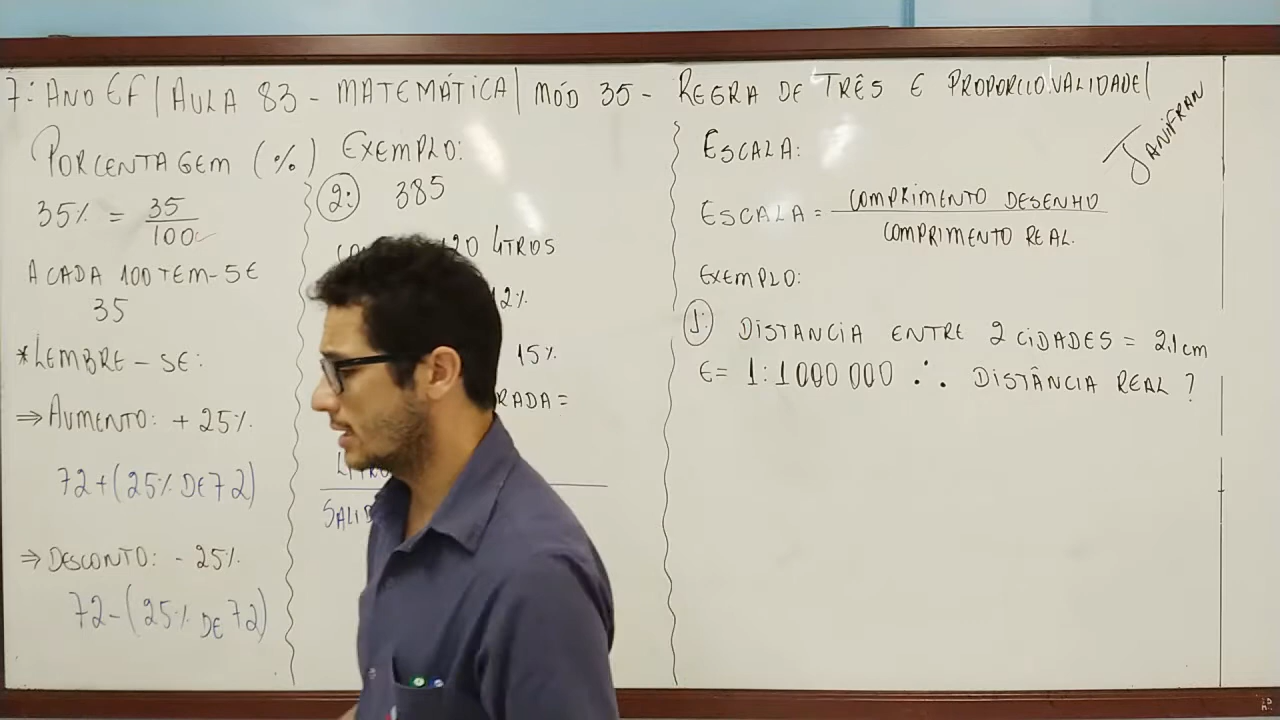 7º ANO EF | AULA 83 - MATEMÁTICA | MÓD 35 - REGRA DE TRÊS E PROPORCIONALIDADE |
JANIFRAN
PORCENTAGEM (%)
35% = 35
100
A CADA 100 TEM-SE
35
*LEMBRE-SE:
⇒ AUMENTO: + 25%
72+(25% DE 72)
⇒ DESCONTO: - 25%
72-(25% DE 72)
EXEMPLO:
2: 385
120 LITROS
12%
15%
=
ESCALA:
ESCALA = COMPRIMENTO DESENHO
COMPRIMENTO REAL.
EXEMPLO:
1: DISTANCIA ENTRE 2 CIDADES = 2,1 cm
E= 1:1000 000 ∴ DISTÂNCIA REAL ?